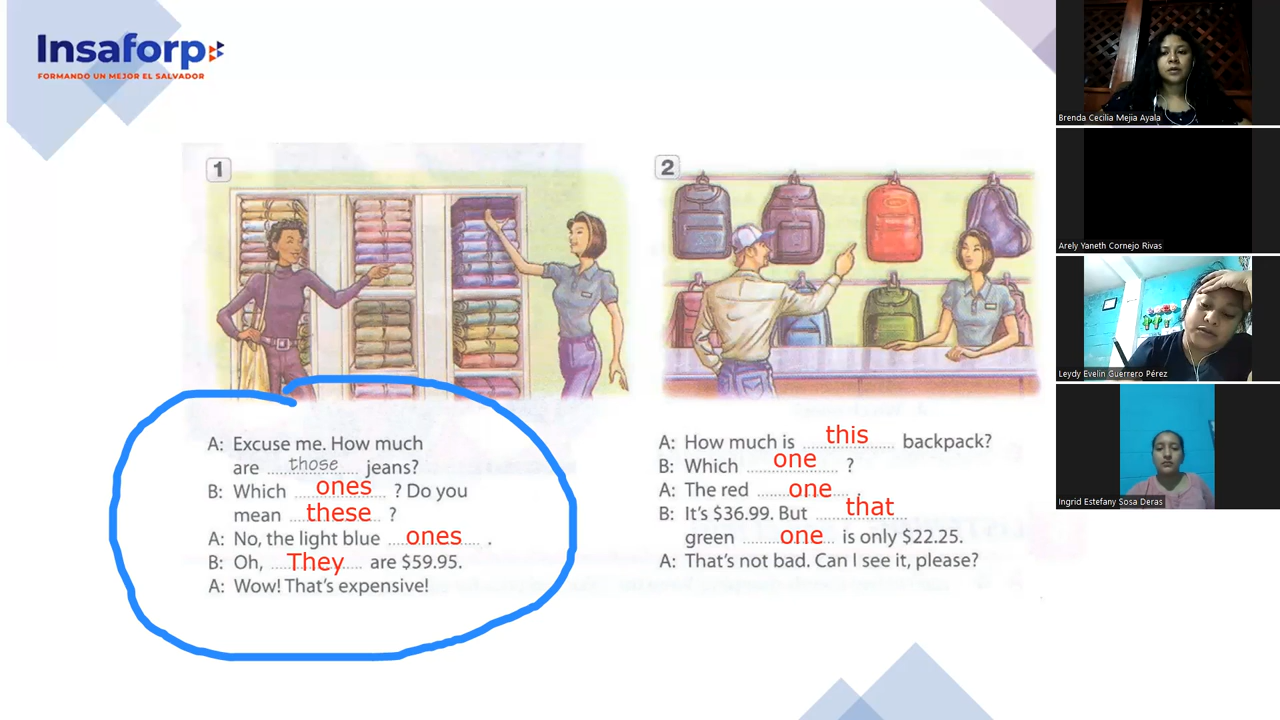 Insaforp
FORMANDO UN MEJOR EL SALVADOR
1
A: Excuse me. How much
are those jeans?
B: Which ones ? Do you
mean these ?
A: No, the light blue ones .
B: Oh, They are $59.95.
A: Wow! That's expensive!
2
A: How much is this backpack?
B: Which one ?
A: The red one .
B: It's $36.99. But that
green one is only $22.25.
A: That's not bad. Can I see it, please?
Brenda Cecilia Mejia Ayala
Arely Yaneth Cornejo Rivas
Leydy Evelin Guerrero Pérez
Ingrid Estefany Sosa Deras